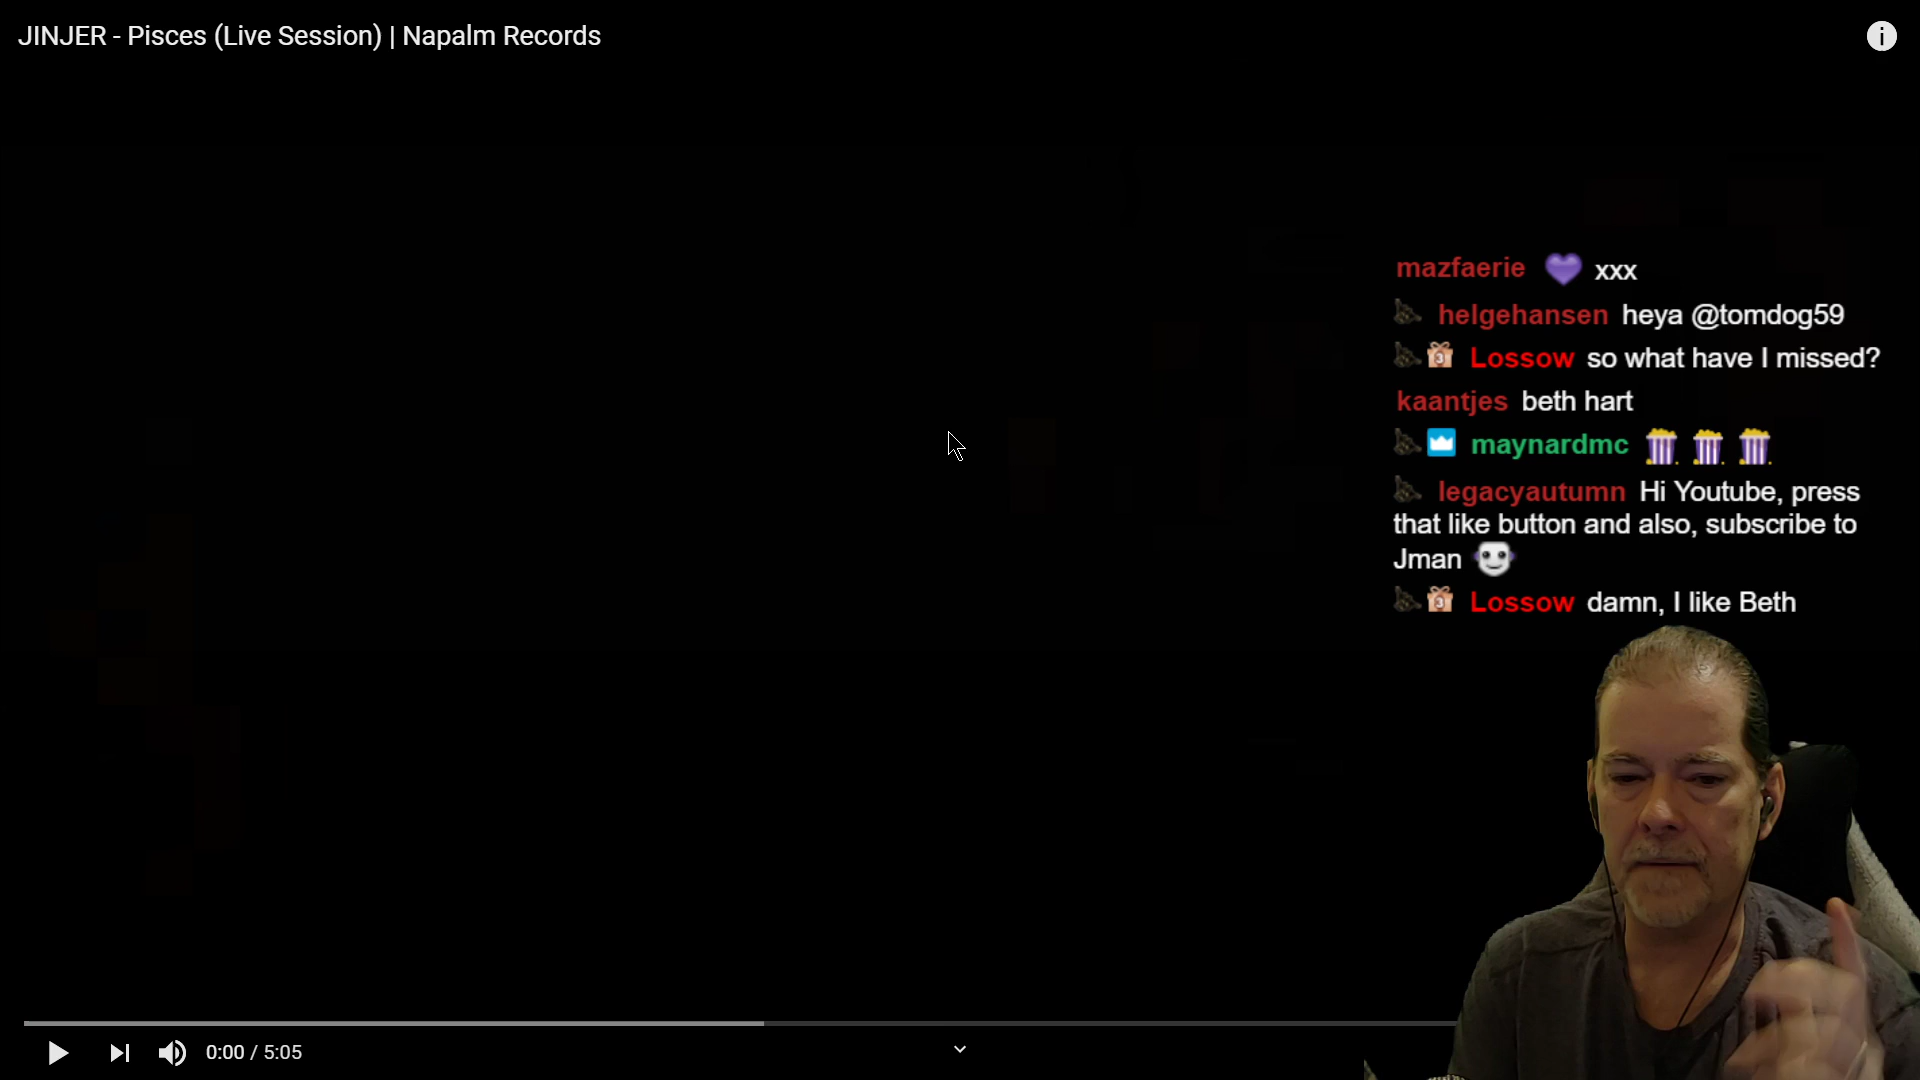 JINJER - Pisces (Live Session) | Napalm Records
mazfaerie xxx
helgehansen heya @tomdog59
3 Lossow so what have I missed?
kaantjes beth hart
maynardmc
legacyautumn Hi Youtube, press
that like button and also, subscribe to
Jman
3 Lossow damn, I like Beth
0:00 / 5:05